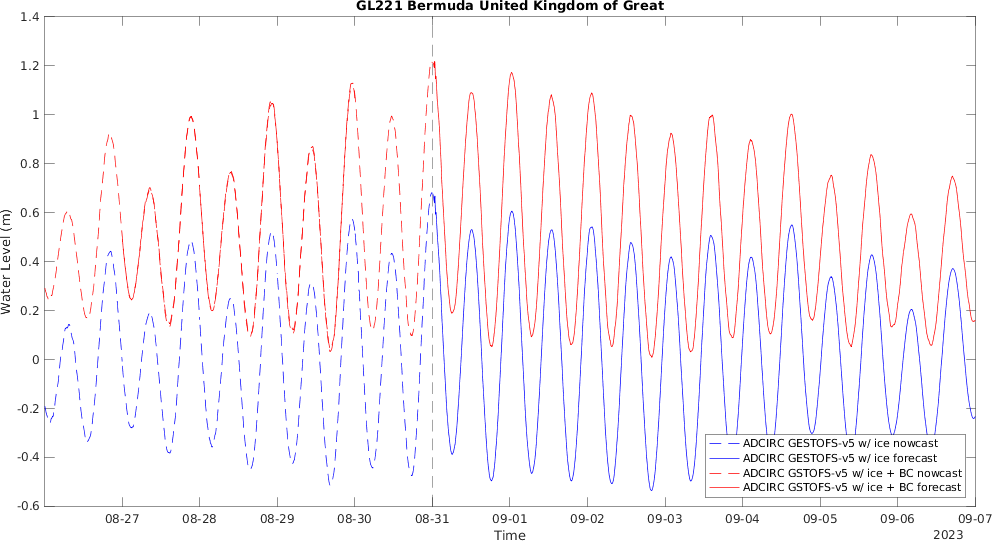 GL221 Bermuda United Kingdom of Great
1.4
1.2
1
0.8
0.6
0.4
0.2
0
-0.2
-0.4
-0.6
Water Level (m)
ADCIRC GESTOFS-v5 w/ ice nowcast
ADCIRC GESTOFS-v5 w/ ice forecast
ADCIRC GSTOFS-v5 w/ ice + BC nowcast
ADCIRC GSTOFS-v5 w/ ice + BC forecast
08-27 08-28 08-29 08-30 08-31 09-01 09-02 09-03 09-04 09-05 09-06 09-07
Time
2023